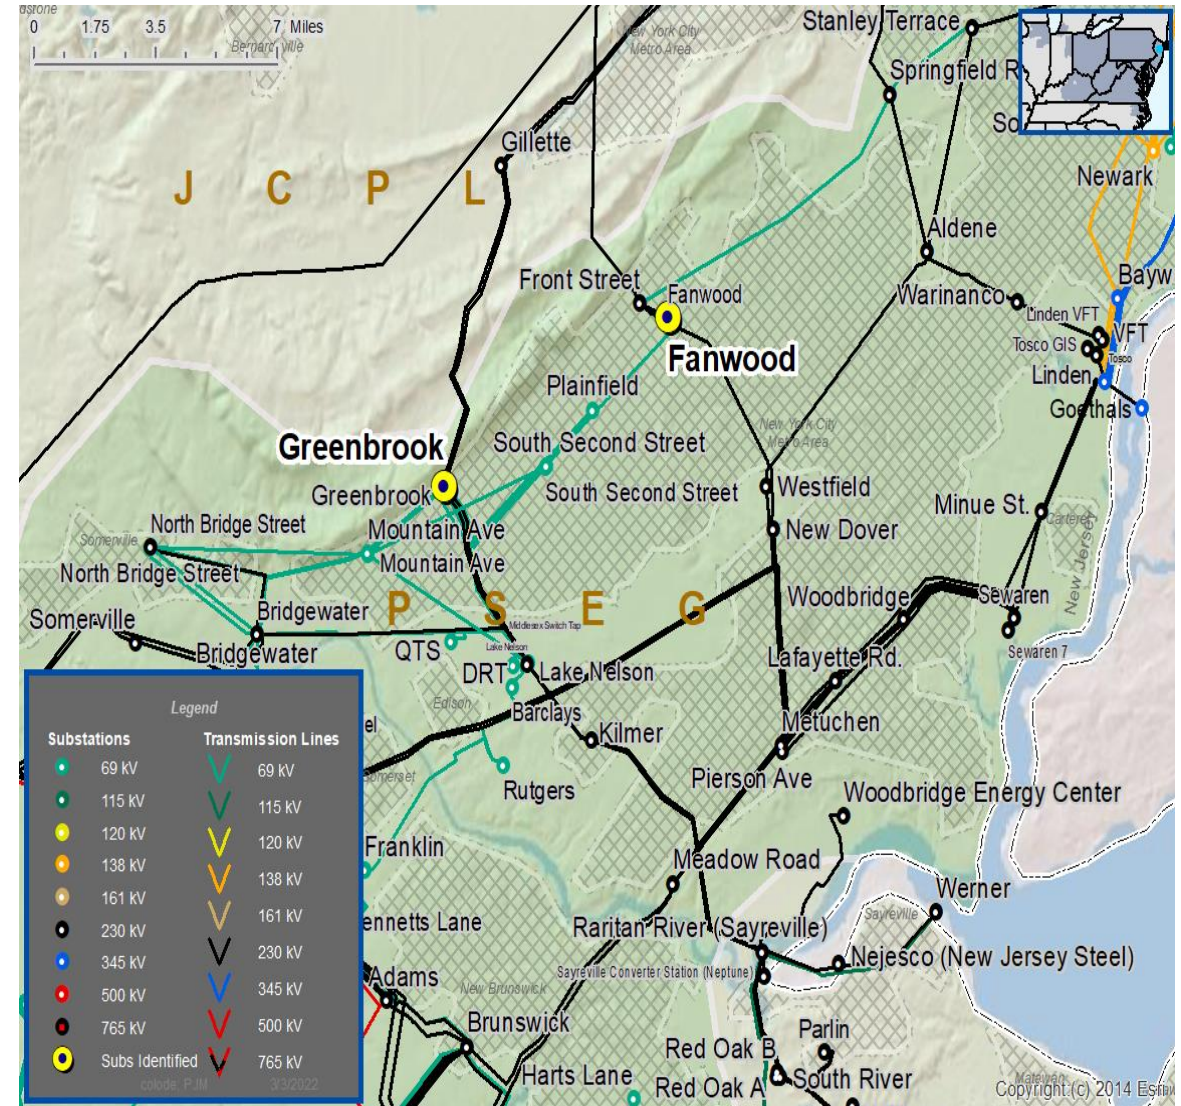 0 1.75 3.5 7 Miles
Bernardsville
New York City
Metro Area
Stanley Terrace
Springfield R
So
Gillette
J C P L
Newark
Aldene
Front Street
Fanwood
Fanwood
Warinanco
Bayw
Linden VFT
VFT
Tosco GIS
Tosco
Linden
Goethals
Plainfield
New York City
Metro Area
Greenbrook
Greenbrook
South Second Street
South Second Street
Westfield
New Dover
Minue St.
Carteret
New Jersey
North Bridge Street
Somerville
North Bridge Street
Mountain Ave
Mountain Ave
Somerville
Bridgewater
Bridgewater
P S E G
Woodbridge
Sewaren
Sewaren 7
Middlesex Switch Tap
QTS
Lake Nelson
DRT
Lake Nelson
Lafayette Rd.
Edison
Barclays
Kilmer
Metuchen
Pierson Ave
el
Somerset
Rutgers
Woodbridge Energy Center
Franklin
Meadow Road
Werner
Sayreville
ennetts Lane
Raritan River (Sayreville)
Nejesco (New Jersey Steel)
Sayreville Converter Station (Neptune)
Adams
New Brunswick
Brunswick
Parlin
Red Oak B
Harts Lane
Red Oak A
South River
Matawan
Copyright:(c) 2014 Esri
Legend
Substations Transmission Lines
69 kV 69 kV
115 kV 115 kV
120 kV 120 kV
138 kV 138 kV
161 kV 161 kV
230 kV 230 kV
345 kV 345 kV
500 kV 500 kV
765 kV 765 kV
Subs Identified
colode: PJM 3/3/2022